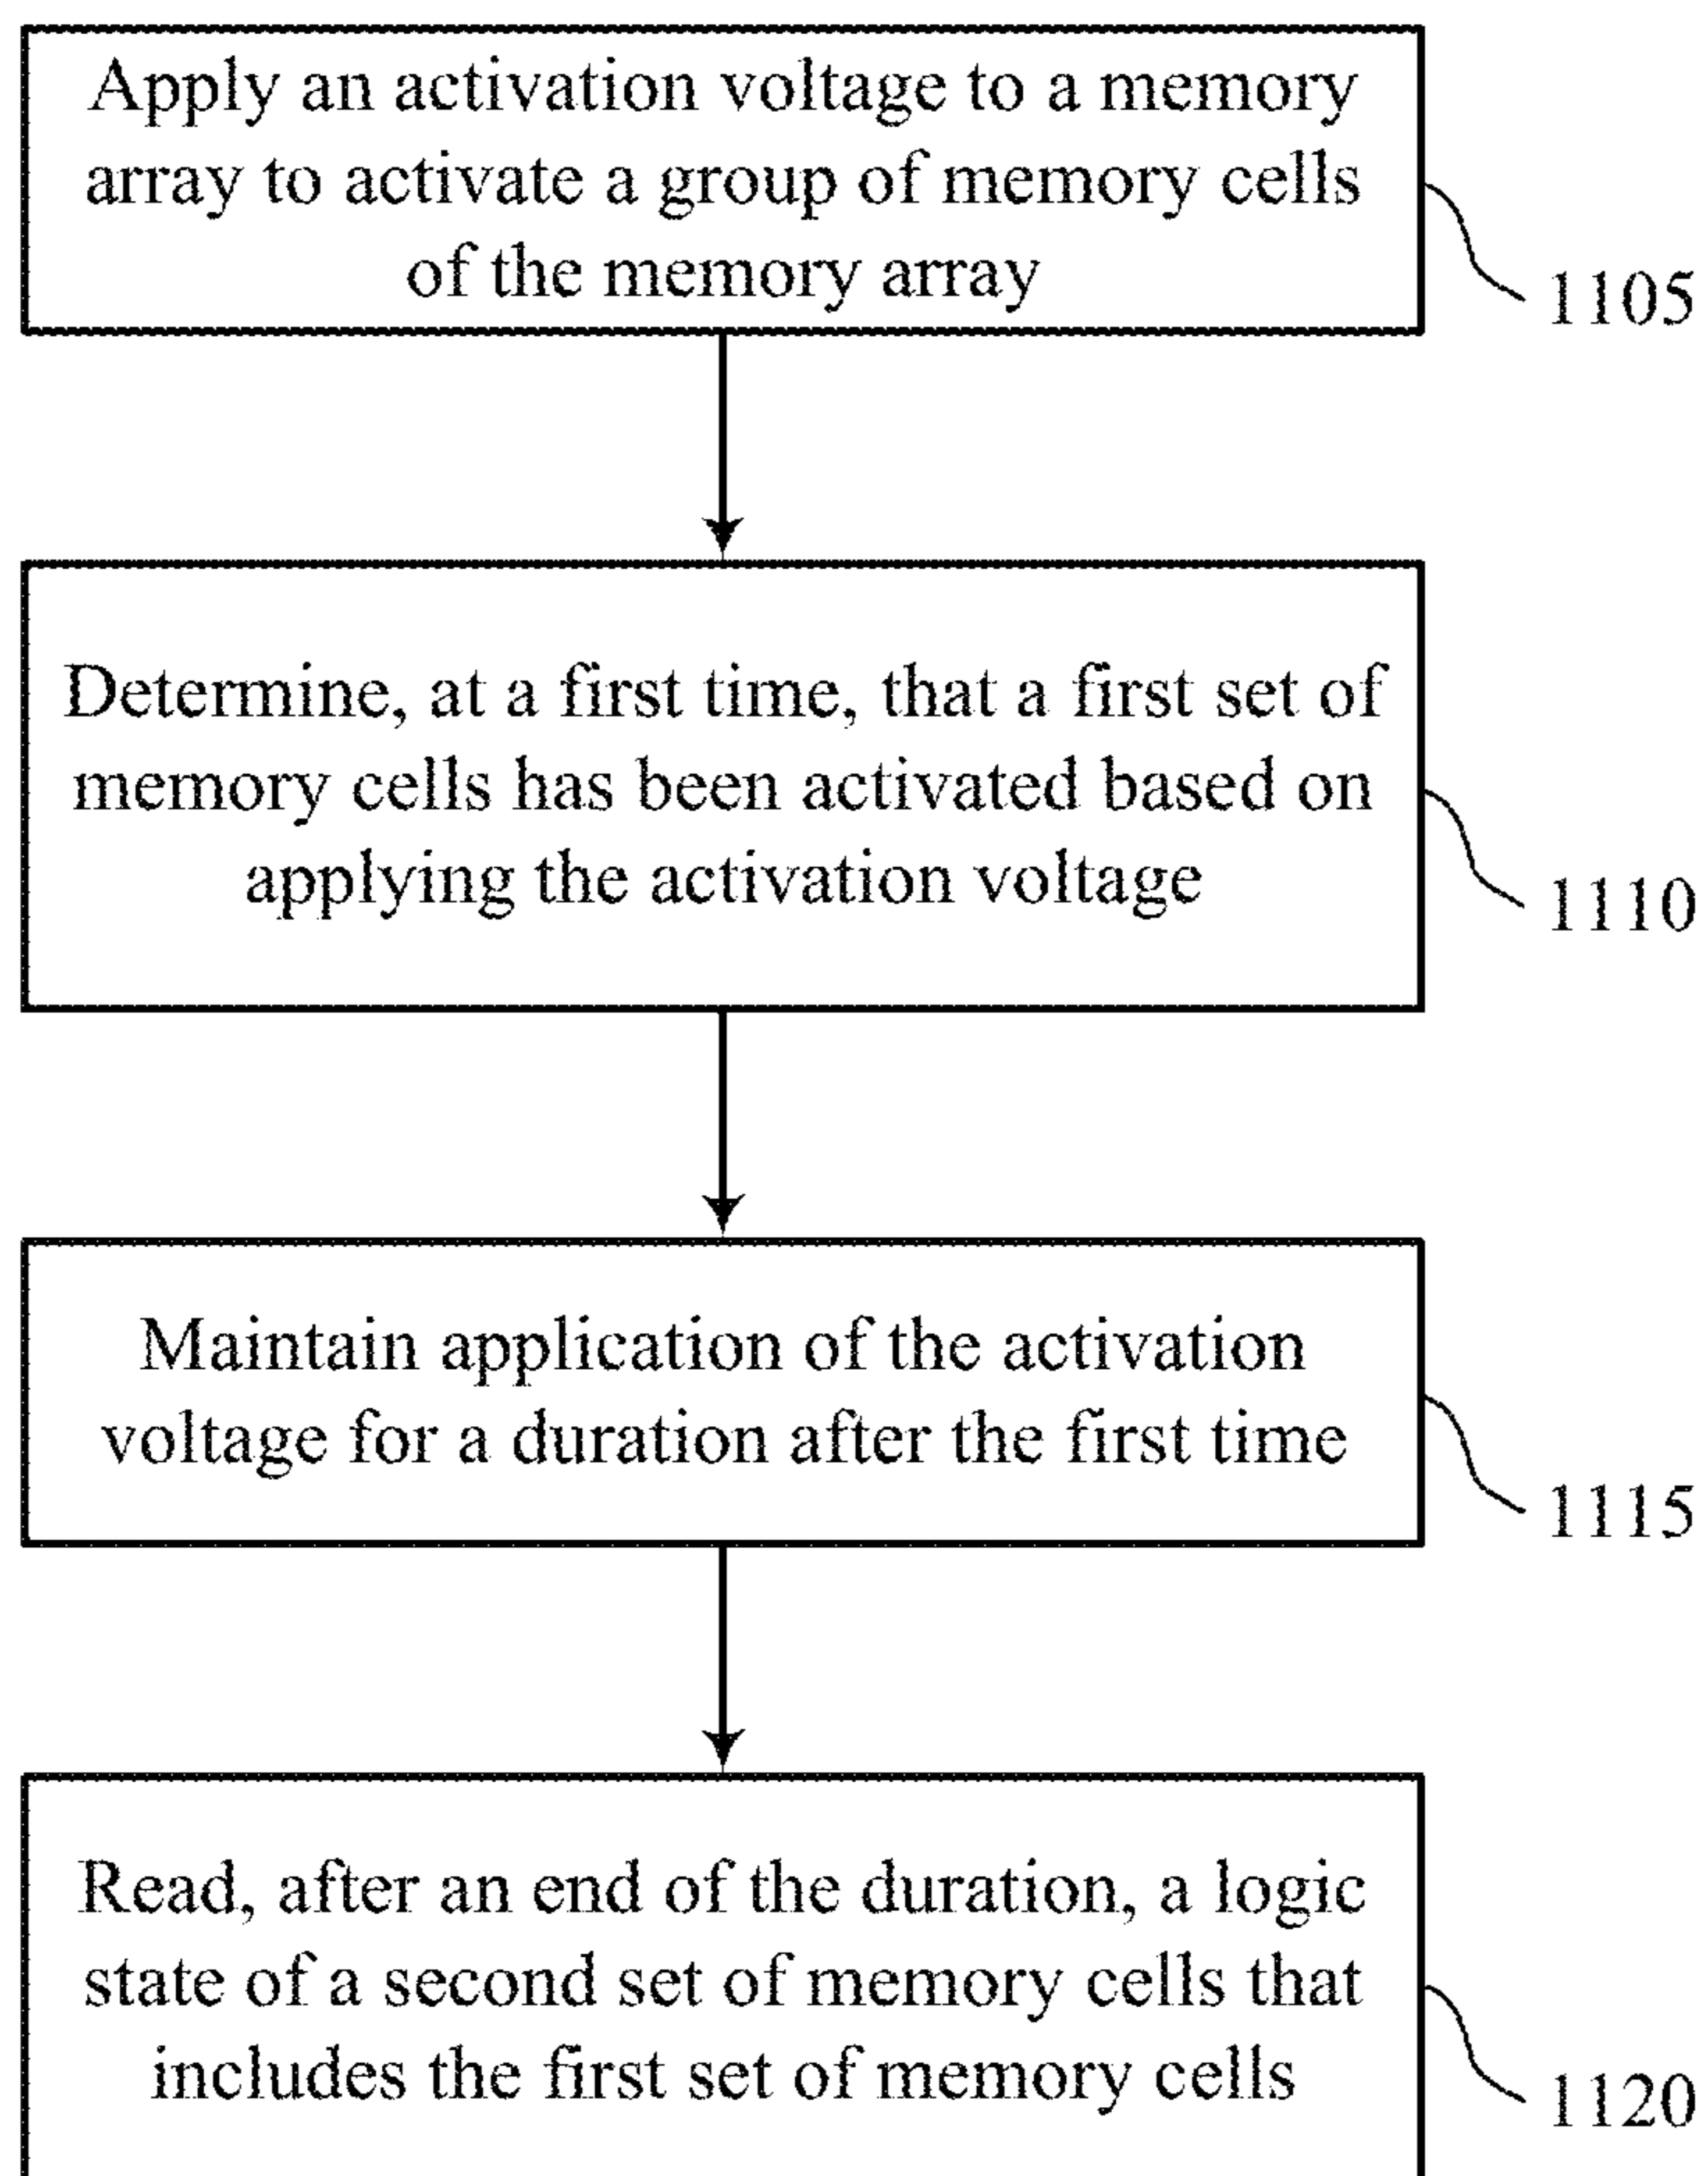 Apply an activation voltage to a memory
array to activate a group of memory cells
of the memory array
1105
Determine, at a first time, that a first set of
memory cells has been activated based on
applying the activation voltage
1110
Maintain application of the activation
voltage for a duration after the first time
1115
Read, after an end of the duration, a logic
state of a second set of memory cells that
includes the first set of memory cells
1120